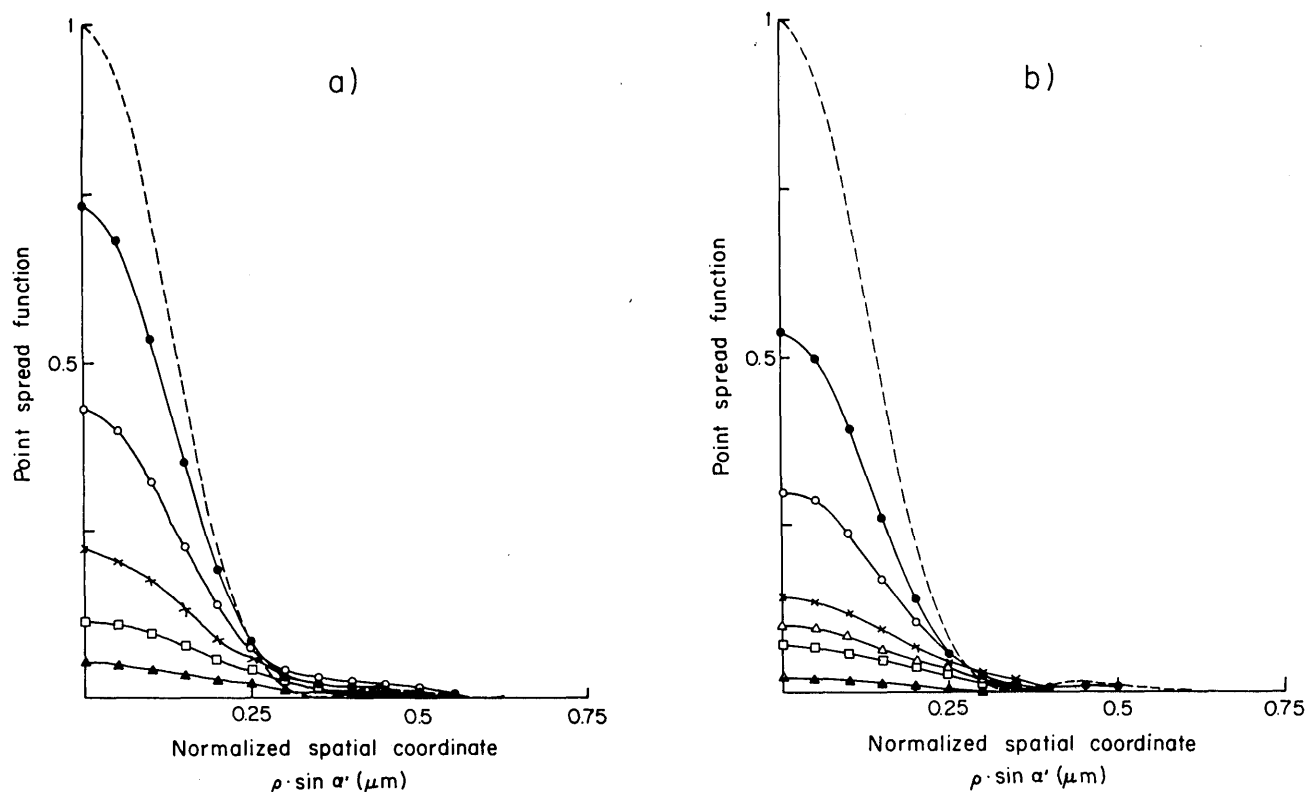 a)
1
0.5
0.25
0.5
0.75
Point spread function
Normalized spatial coordinate
ρ · sin α' (μm)
b)
1
0.5
0.25
0.5
0.75
Point spread function
Normalized spatial coordinate
ρ · sin α' (μm)